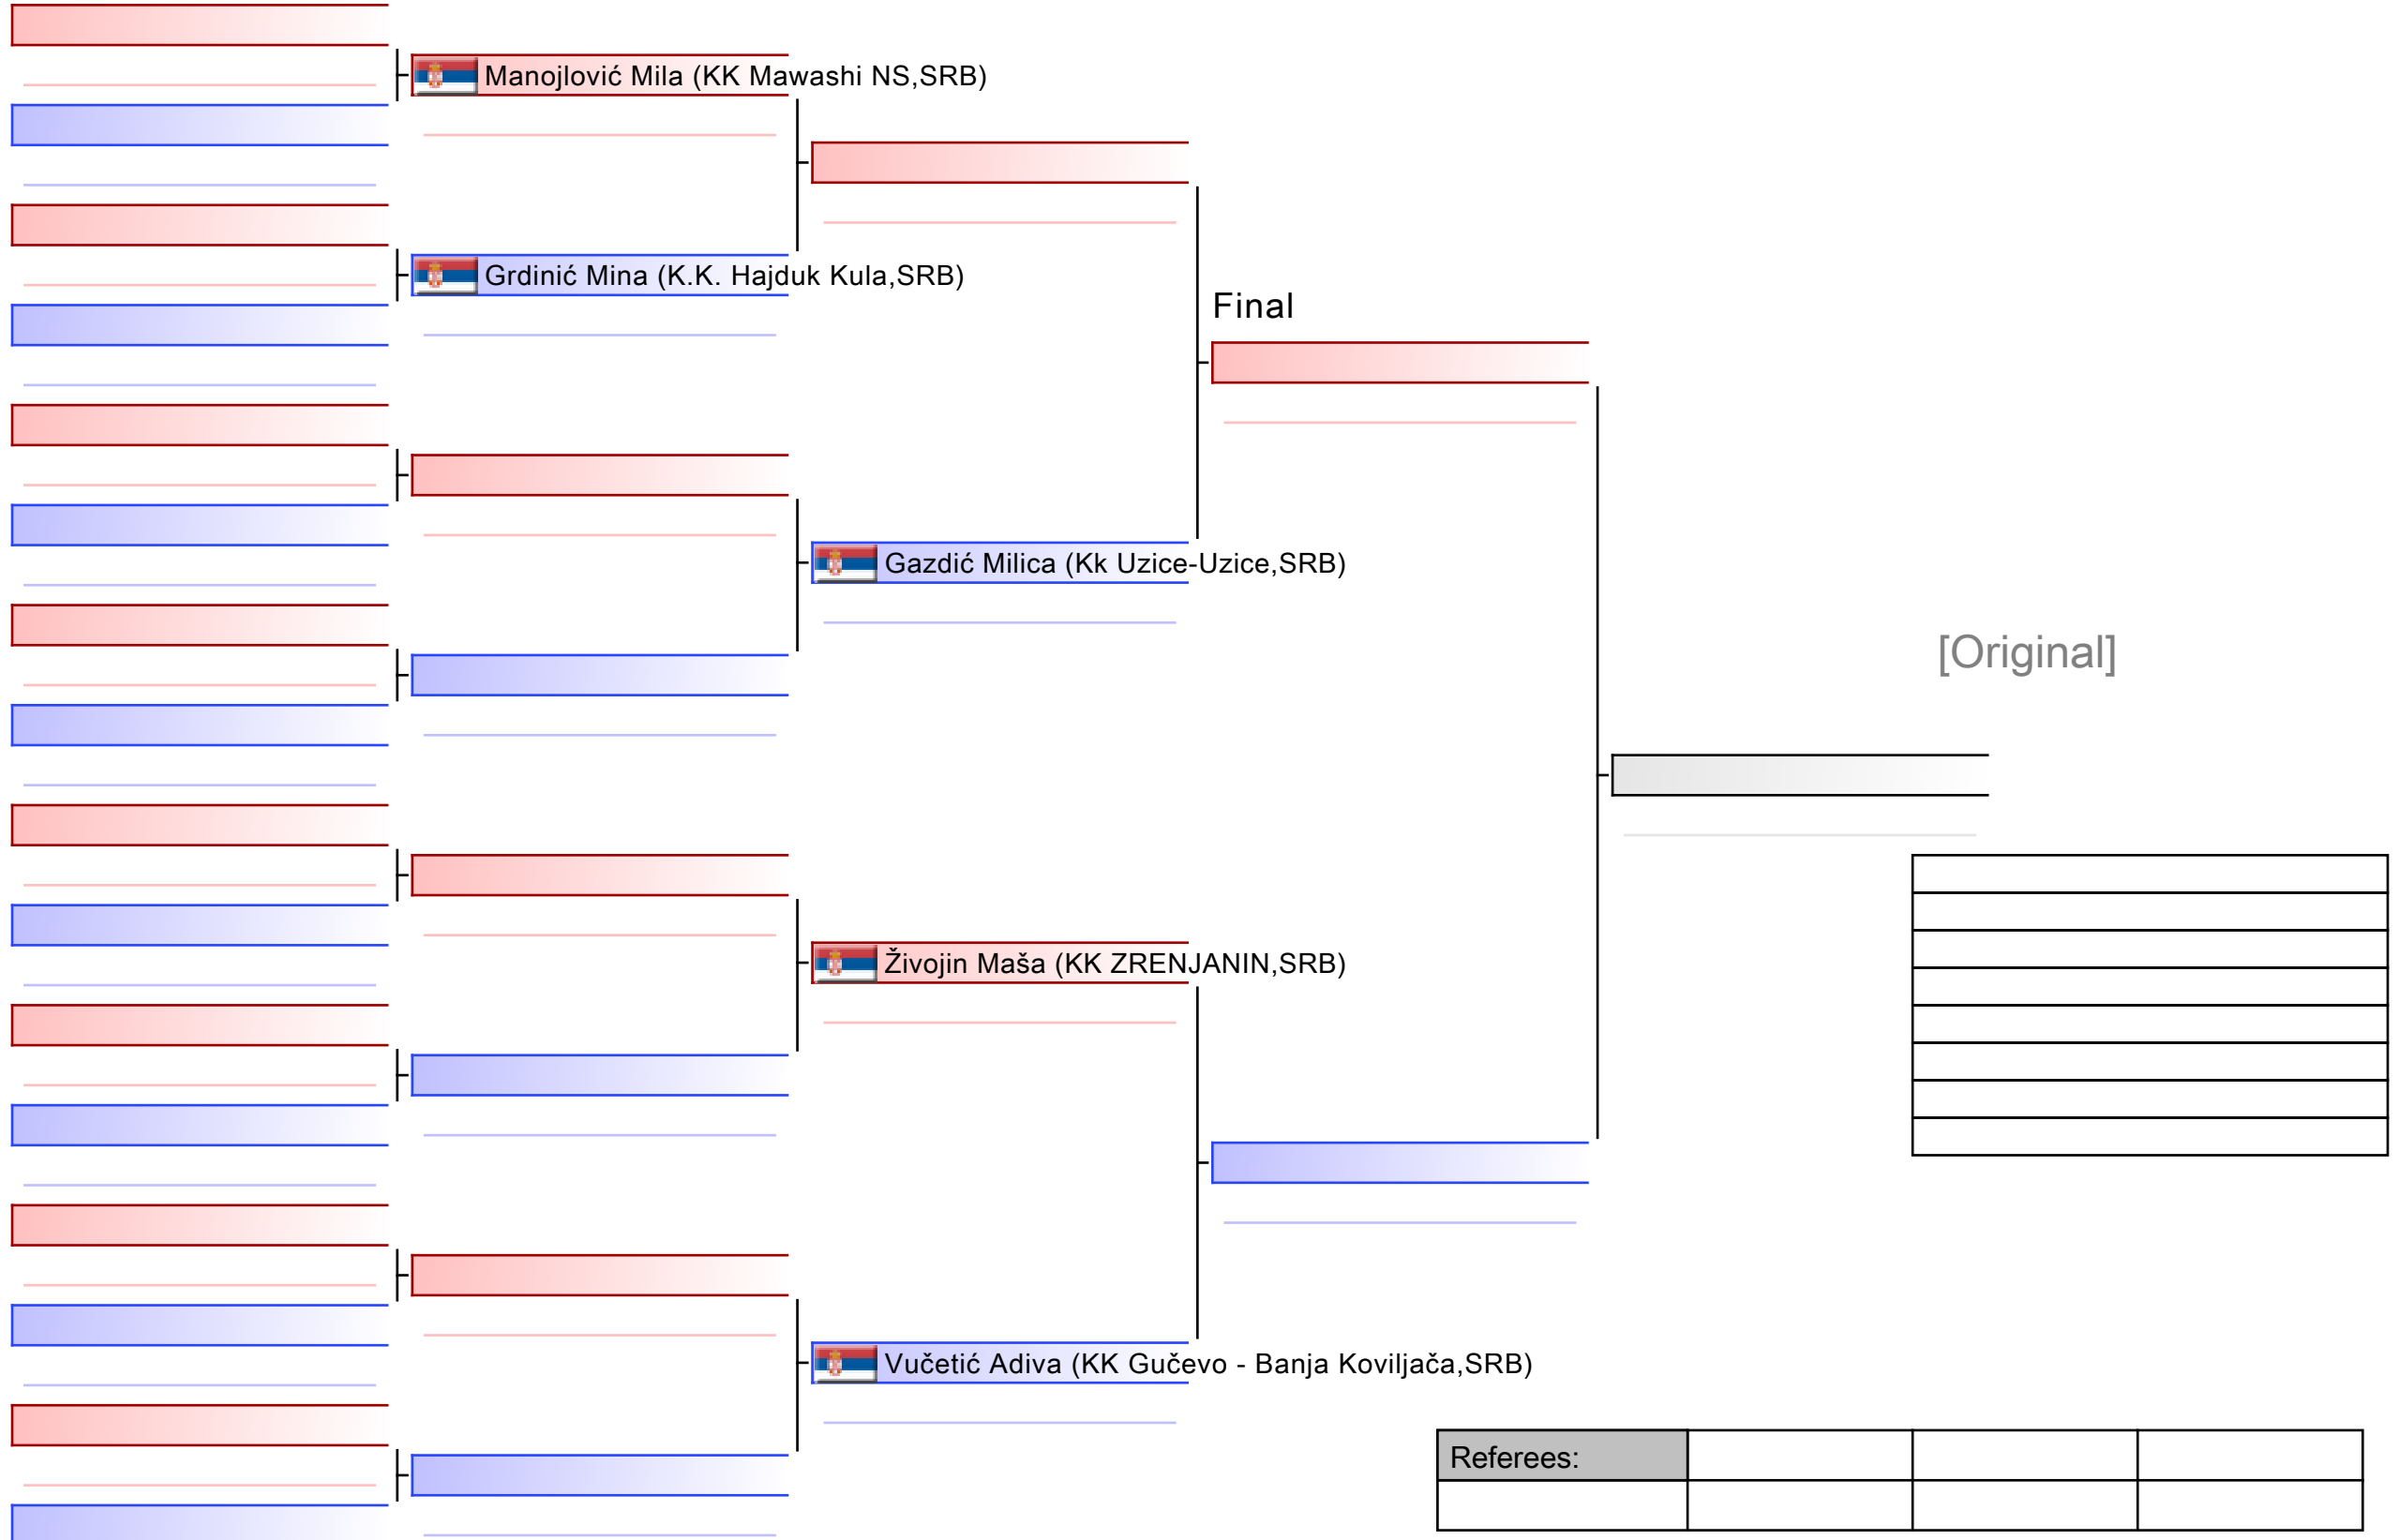 Manojlović Mila (KK Mawashi NS,SRB)
Grdinić Mina (K.K. Hajduk Kula,SRB)
Final
Gazdić Milica (Kk Uzice-Uzice,SRB)
[Original]
Živojin Maša (KK ZRENJANIN,SRB)
Vučetić Adiva (KK Gučevo - Banja Koviljača,SRB)
Referees: